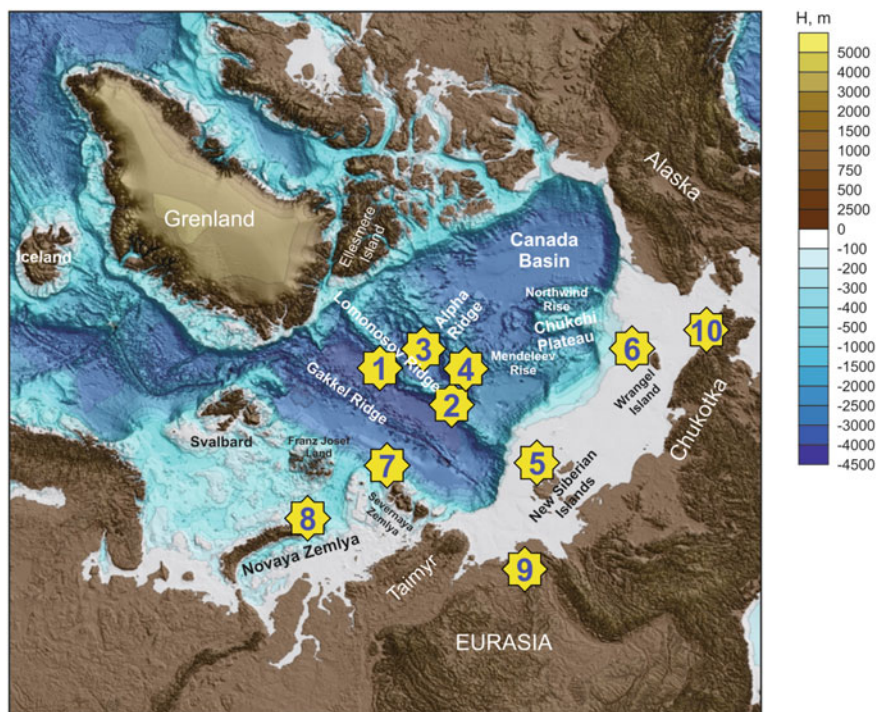 H, m
5000
4000
3000
2000
1500
1000
750
500
2500
0
-100
-200
-300
-400
-500
-1000
-1500
-2000
-2500
-3000
-4000
-4500
Alaska
Grenland
Ellesmere
Island
Iceland
Canada
Basin
Northwind
Rise
Chukchi
Plateau
Alpha
Ridge
Lomonosov Ridge
Mendeleev
Rise
Gakkel Ridge
1
3
4
2
6
10
Wrangel
Island
Chukotka
Svalbard
Franz Josef
Land
7
5
New Siberian
Islands
Severnaya
Zemlya
8
Novaya Zemlya
Taimyr
9
EURASIA